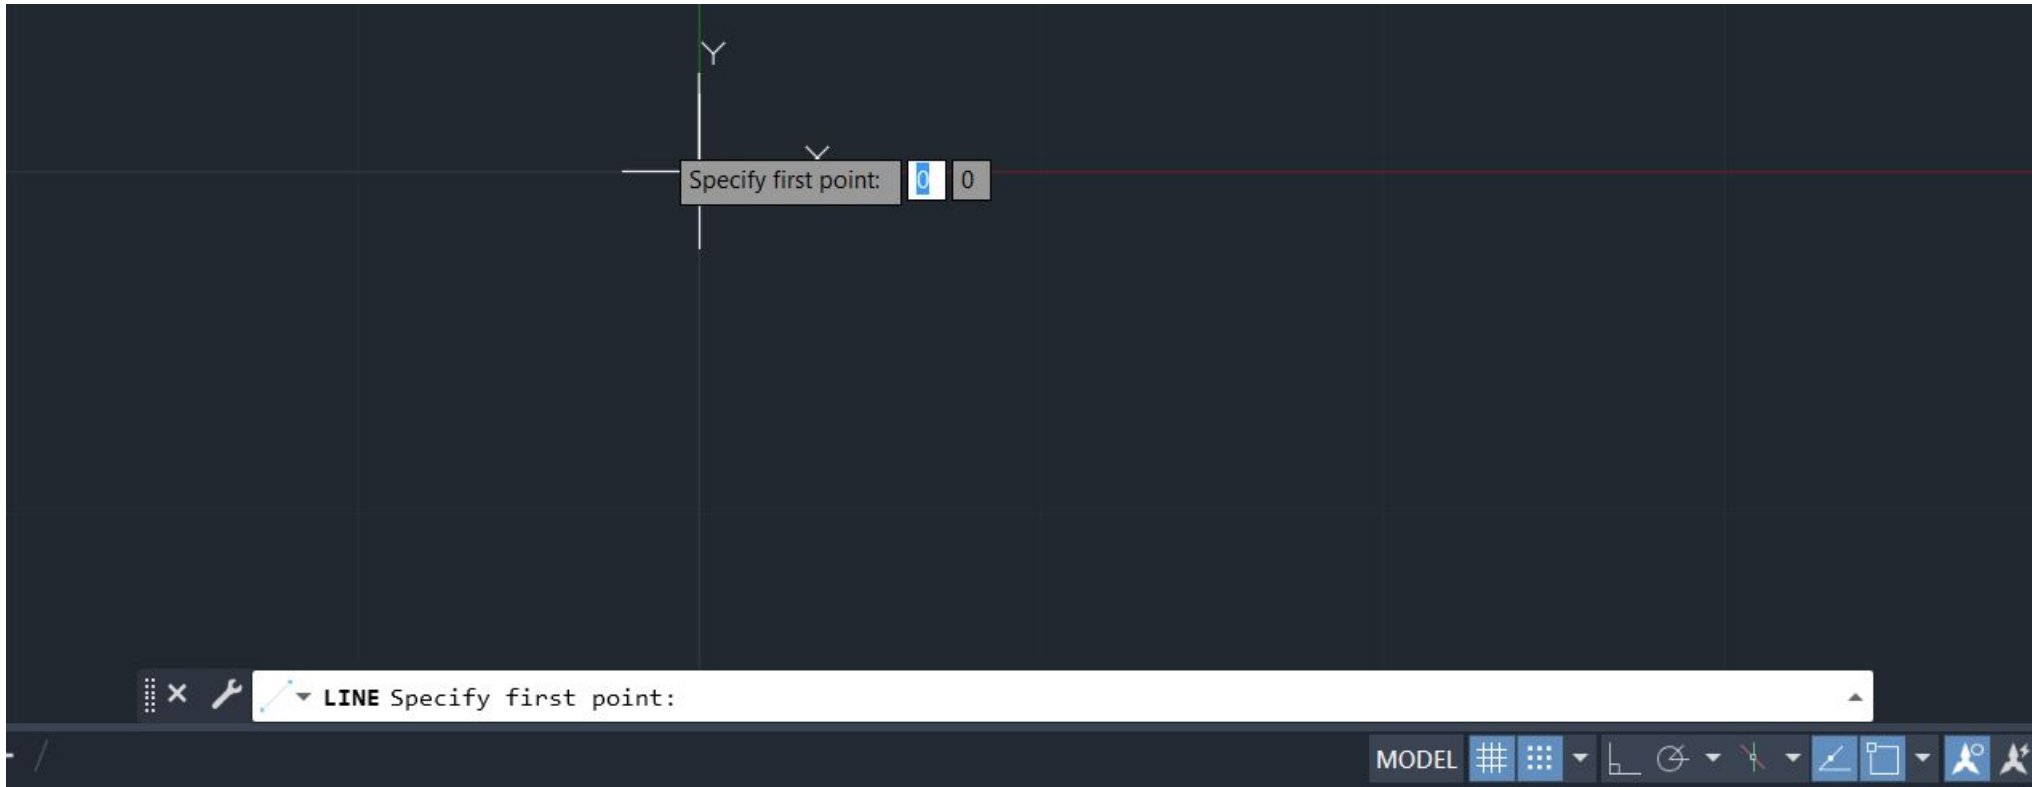 Y
Specify first point: 0 0
LINE Specify first point:
MODEL